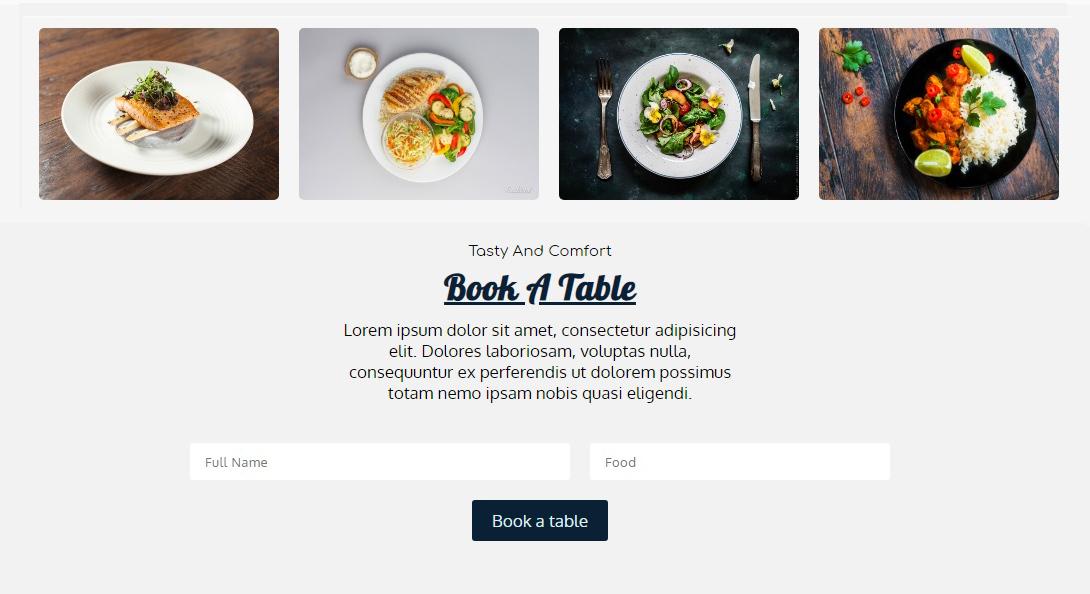 Tasty And Comfort
Book A Table
Lorem ipsum dolor sit amet, consectetur adipisicing
elit. Dolores laboriosam, voluptas nulla,
consequuntur ex perferendis ut dolorem possimus
totam nemo ipsam nobis quasi eligendi.
Full Name
Food
Book a table